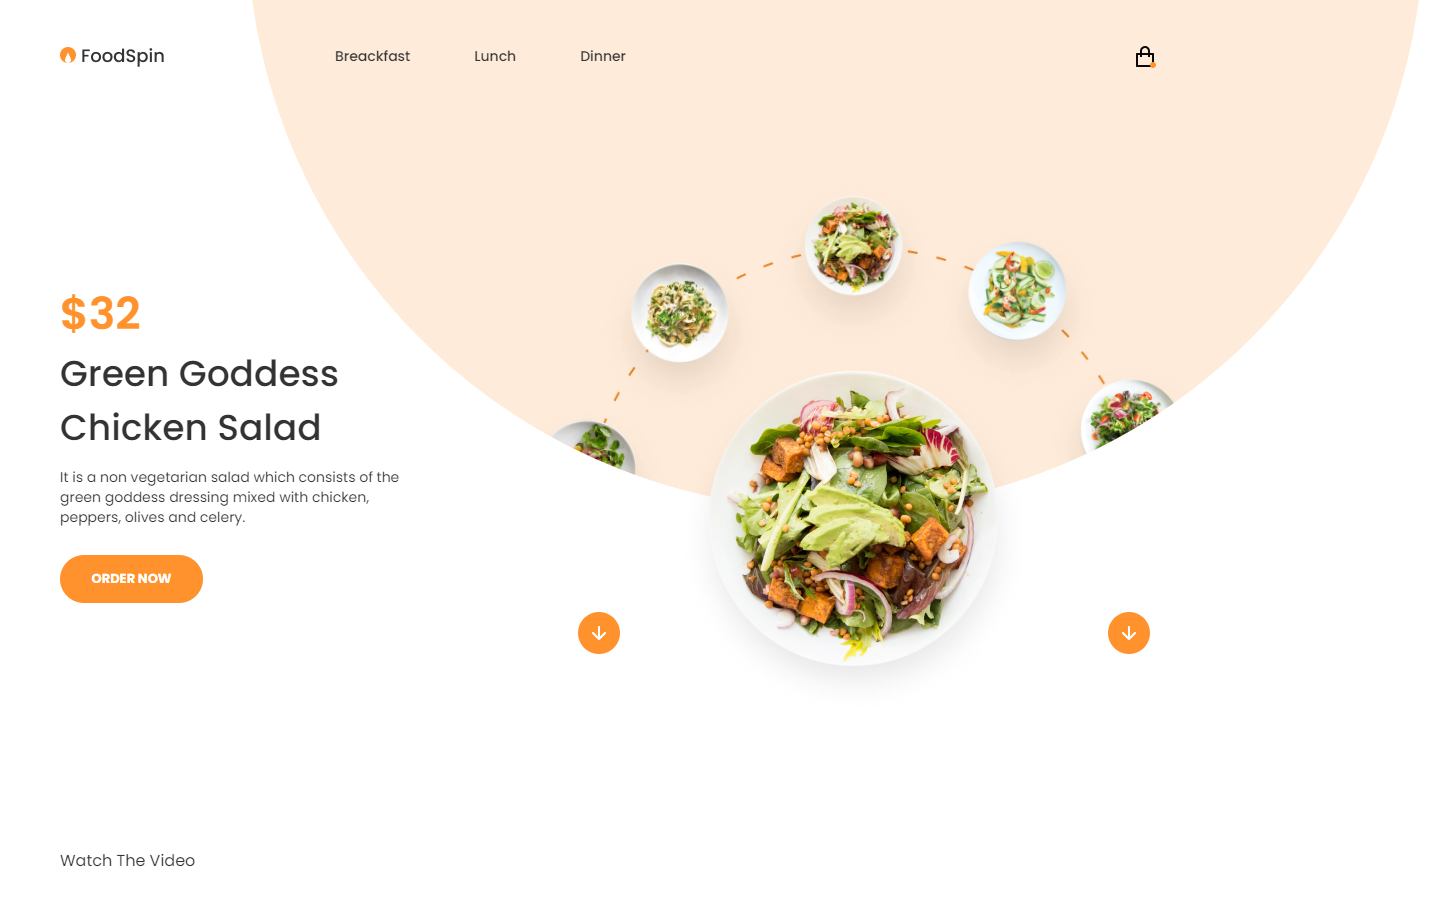 FoodSpin
Breackfast
Lunch
Dinner
$32
Green Goddess
Chicken Salad
It is a non vegetarian salad which consists of the
green goddess dressing mixed with chicken,
peppers, olives and celery.
ORDER NOW
Watch The Video